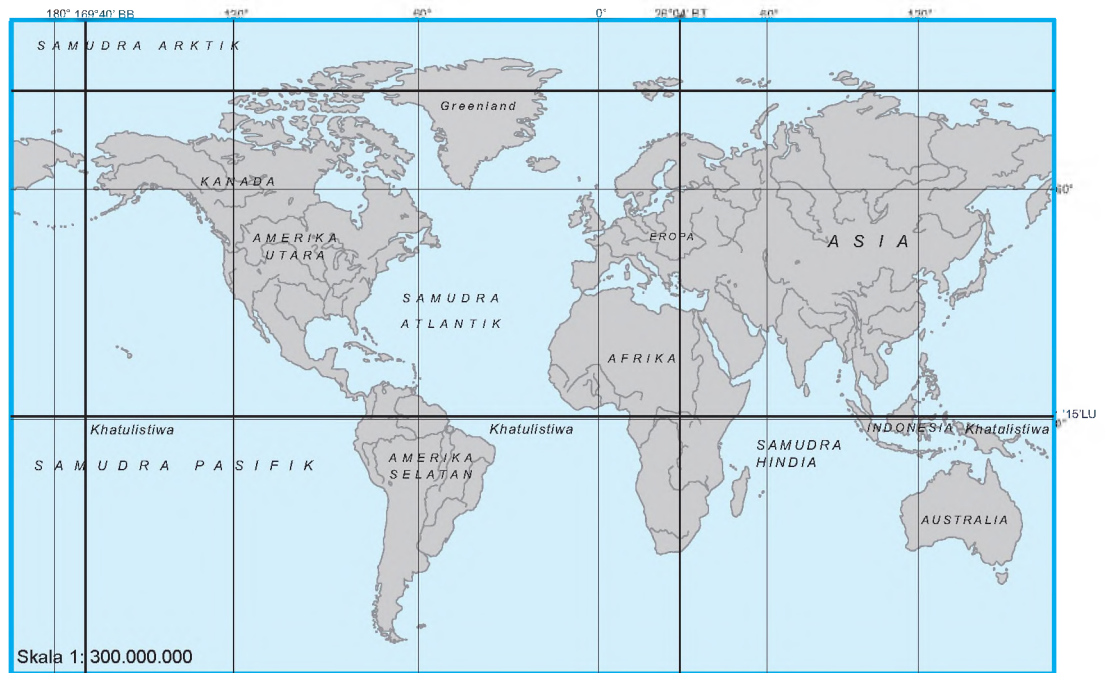 180° 169°40' BB 120° 60° 0° 26°04' BT 60° 120°
SAMUDRA ARKTIK
Greenland
KANADA
AMERIKA
UTARA
EROPA
ASIA
SAMUDRA
ATLANTIK
AFRIKA
15'LU
0°
Khatulistiwa
Khatulistiwa
INDONESIA
Khatulistiwa
SAMUDRA PASIFIK
AMERIKA
SELATAN
SAMUDRA
HINDIA
AUSTRALIA
Skala 1: 300.000.000